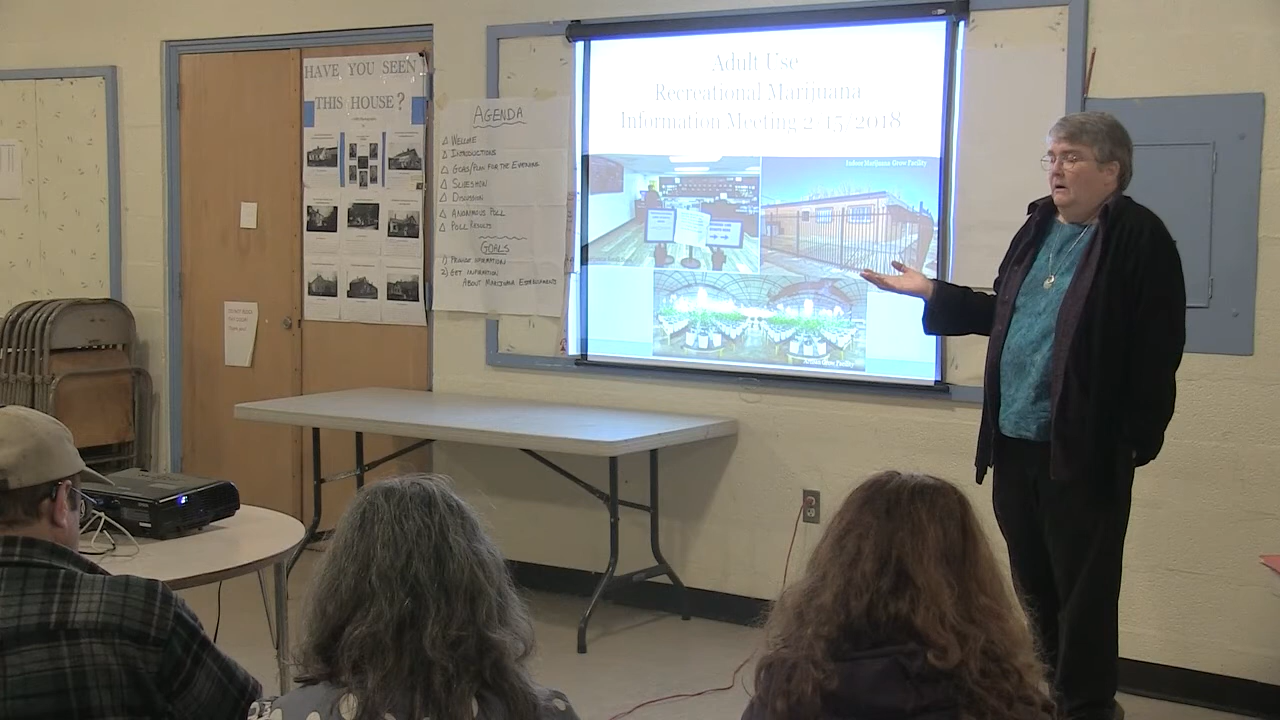 HAVE YOU SEEN
THIS HOUSE?
AGENDA
Δ WELCOME
Δ INTRODUCTIONS
Δ GOALS/PLAN FOR THE EVENING
Δ SLIDESHOW
Δ DISCUSSION
Δ ANONYMOUS POLL
Δ POLL RESULTS
GOALS
1) PROVIDE INFORMATION
2) GET INFORMATION
ABOUT MARIJUANA ESTABLISHMENTS
Adult Use
Recreational Marijuana
Information Meeting 2-15-2018
Indoor Marijuana Grow Facility
Grow Facility